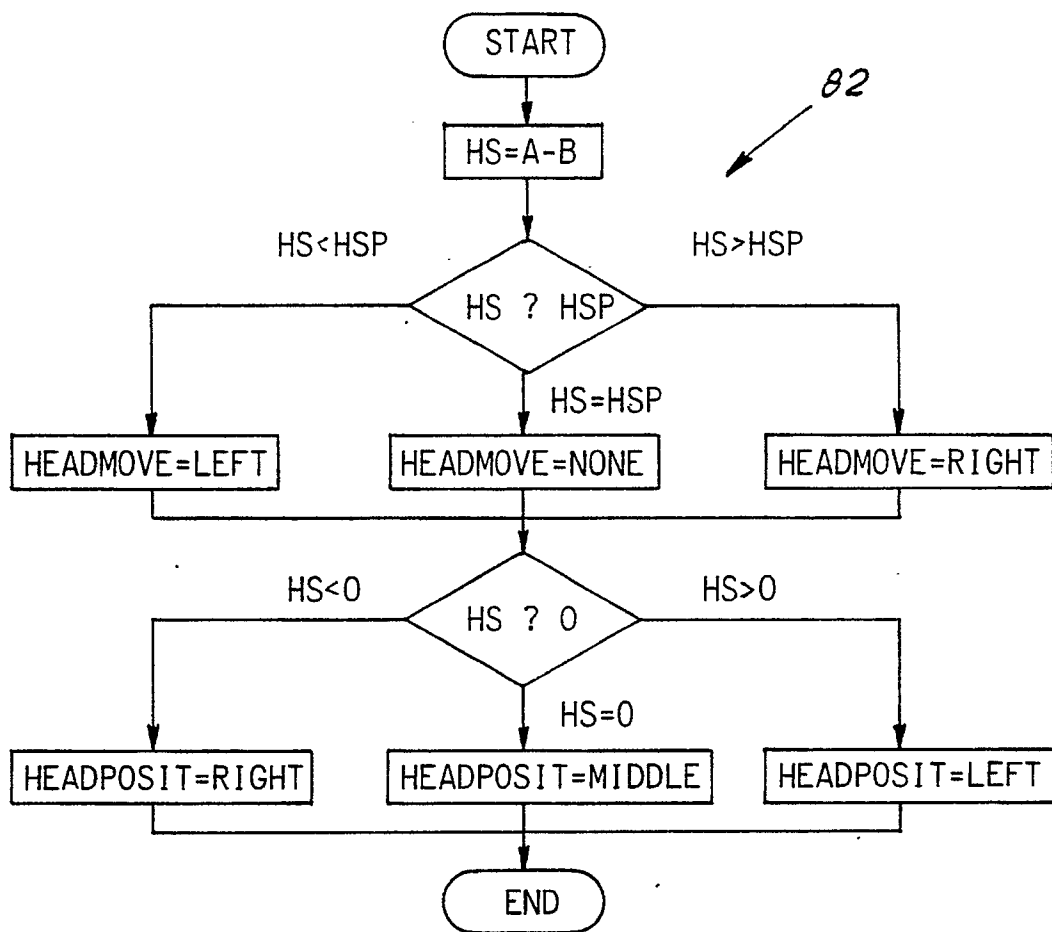 START
82
HS=A-B
HS<HSP
HS>HSP
HS ? HSP
HS=HSP
HEADMOVE=LEFT
HEADMOVE=NONE
HEADMOVE=RIGHT
HS<0
HS>0
HS ? 0
HS=0
HEADPOSIT=RIGHT
HEADPOSIT=MIDDLE
HEADPOSIT=LEFT
END